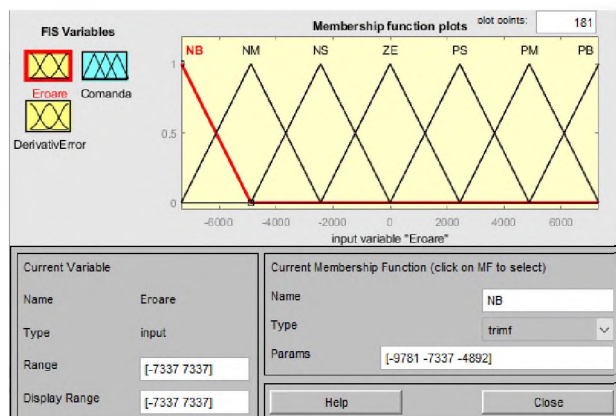 FIS Variables
Membership function plots
plot points:
181
Eroare
Comanda
DerivativError
NB
NM
NS
ZE
PS
PM
PB
1
0.5
0
-6000
-4000
-2000
0
2000
4000
6000
input variable "Eroare"
Current Variable
Name
Eroare
Type
input
Range
[-7337 7337]
Display Range
[-7337 7337]
Current Membership Function (click on MF to select)
Name
NB
Type
trimf
Params
[-9781 -7337 -4892]
Help
Close